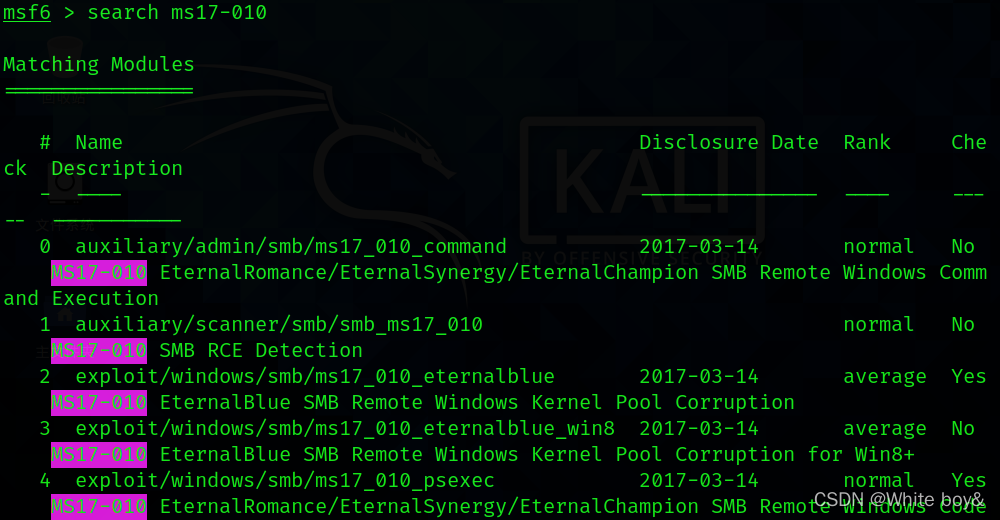 msf6 > search ms17-010
Matching Modules
================
# Name Disclosure Date Rank Che
ck Description
- ---- --------------- ---- ---
-- -----------
0 auxiliary/admin/smb/ms17_010_command 2017-03-14 normal No
MS17-010 EternalRomance/EternalSynergy/EternalChampion SMB Remote Windows Comm
and Execution
1 auxiliary/scanner/smb/smb_ms17_010 normal No
MS17-010 SMB RCE Detection
2 exploit/windows/smb/ms17_010_eternalblue 2017-03-14 average Yes
MS17-010 EternalBlue SMB Remote Windows Kernel Pool Corruption
3 exploit/windows/smb/ms17_010_eternalblue_win8 2017-03-14 average No
MS17-010 EternalBlue SMB Remote Windows Kernel Pool Corruption for Win8+
4 exploit/windows/smb/ms17_010_psexec 2017-03-14 normal Yes
MS17-010 EternalRomance/EternalSynergy/EternalChampion SMB Remote Windows Code
KALI
CSDN @White boy&